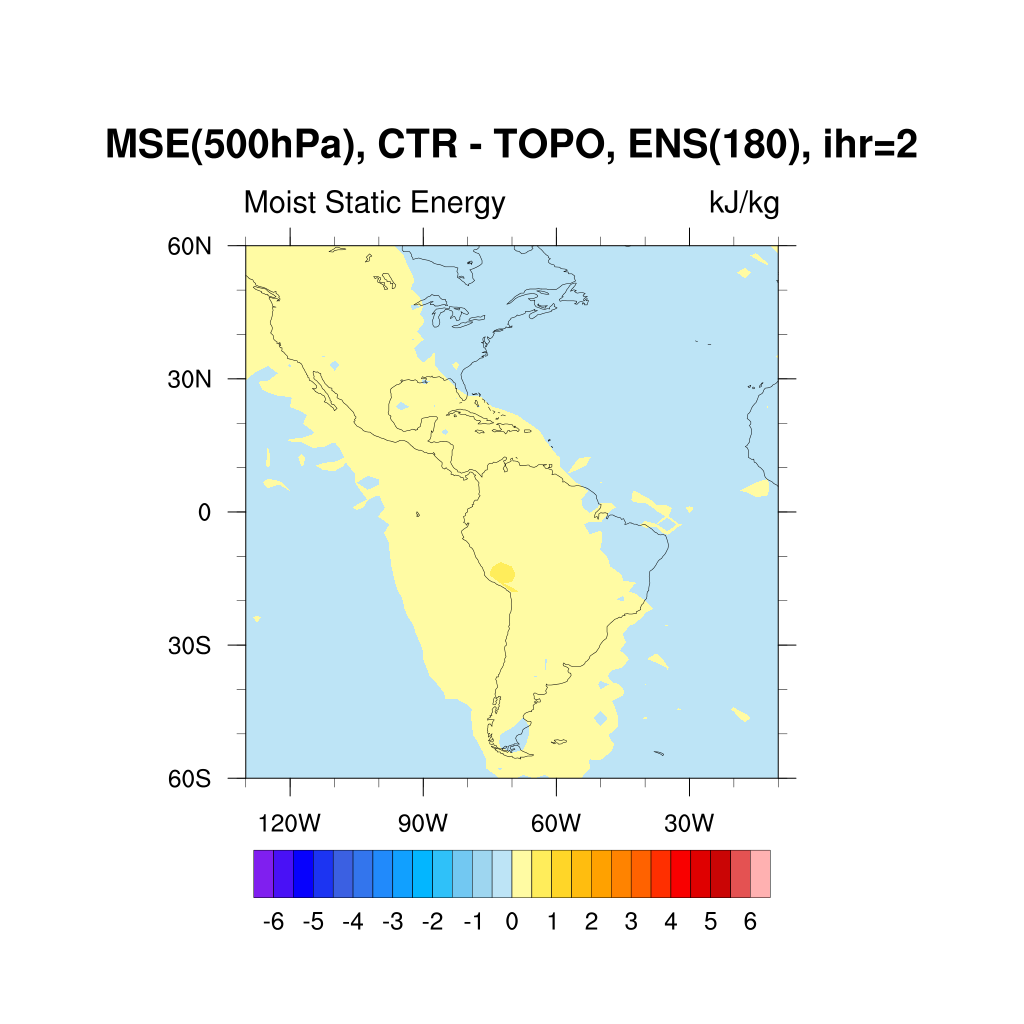 MSE(500hPa), CTR - TOPO, ENS(180), ihr=2
Moist Static Energy kJ/kg
60N
30N
0
30S
60S
120W 90W 60W 30W
-6 -5 -4 -3 -2 -1 0 1 2 3 4 5 6